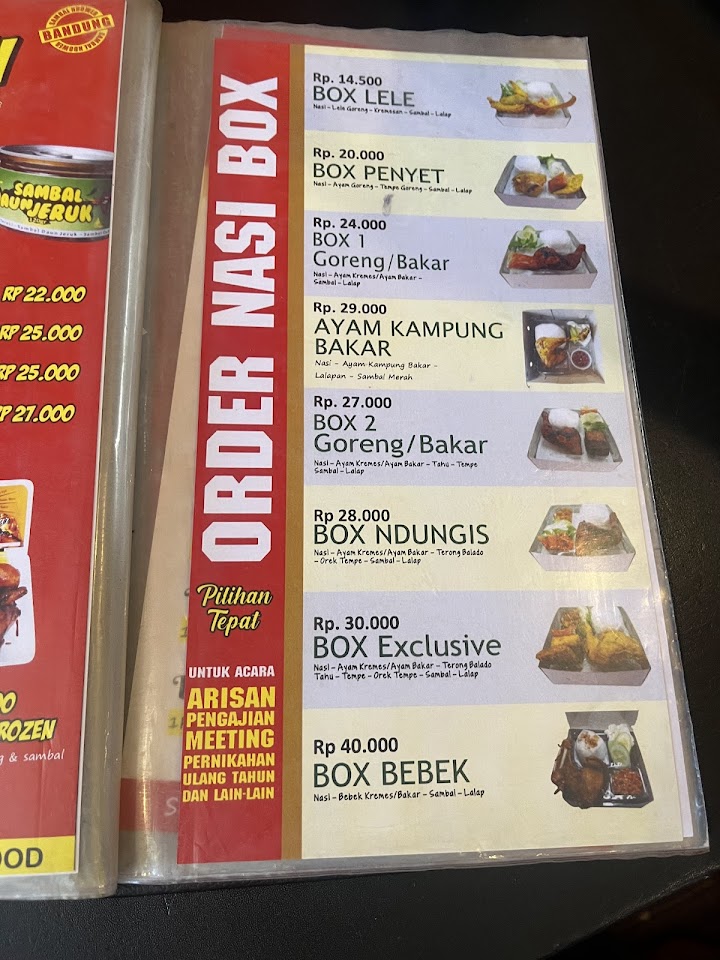 SAMBAL NDOWER
BANDUNG
SAMBAL NDOWER
SAMBAL
DAUN JERUK
RP 22.000
RP 25.000
RP 25.000
RP 27.000
ROZEN
& sambal
OOD
ORDER NASI BOX
Pilihan
Tepat
UNTUK ACARA
ARISAN
PENGAJIAN
MEETING
PERNIKAHAN
ULANG TAHUN
DAN LAIN-LAIN
Rp. 14.500
BOX LELE
Nasi - Lele Goreng - Kremesan - Sambal - Lalap
Rp. 20.000
BOX PENYET
Nasi - Ayam Goreng - Tempe Goreng - Sambal - Lalap
Rp. 24.000
BOX 1
Goreng/Bakar
Nasi - Ayam Kremes/Ayam Bakar -
Sambal - Lalap
Rp. 29.000
AYAM KAMPUNG
BAKAR
Nasi - Ayam Kampung Bakar -
Lalapan - Sambal Merah
Rp. 27.000
BOX 2
Goreng/Bakar
Nasi - Ayam Kremes/Ayam Bakar - Tahu - Tempe
Sambal - Lalap
Rp 28.000
BOX NDUNGIS
Nasi - Ayam Kremes/Ayam Bakar - Terong Balado
- Orek Tempe - Sambal - Lalap
Rp. 30.000
BOX Exclusive
Nasi - Ayam Kremes/Ayam Bakar - Terong Balado
Tahu - Tempe - Orek Tempe - Sambal - Lalap
Rp 40.000
BOX BEBEK
Nasi - Bebek Kremes/Bakar - Sambal - Lalap